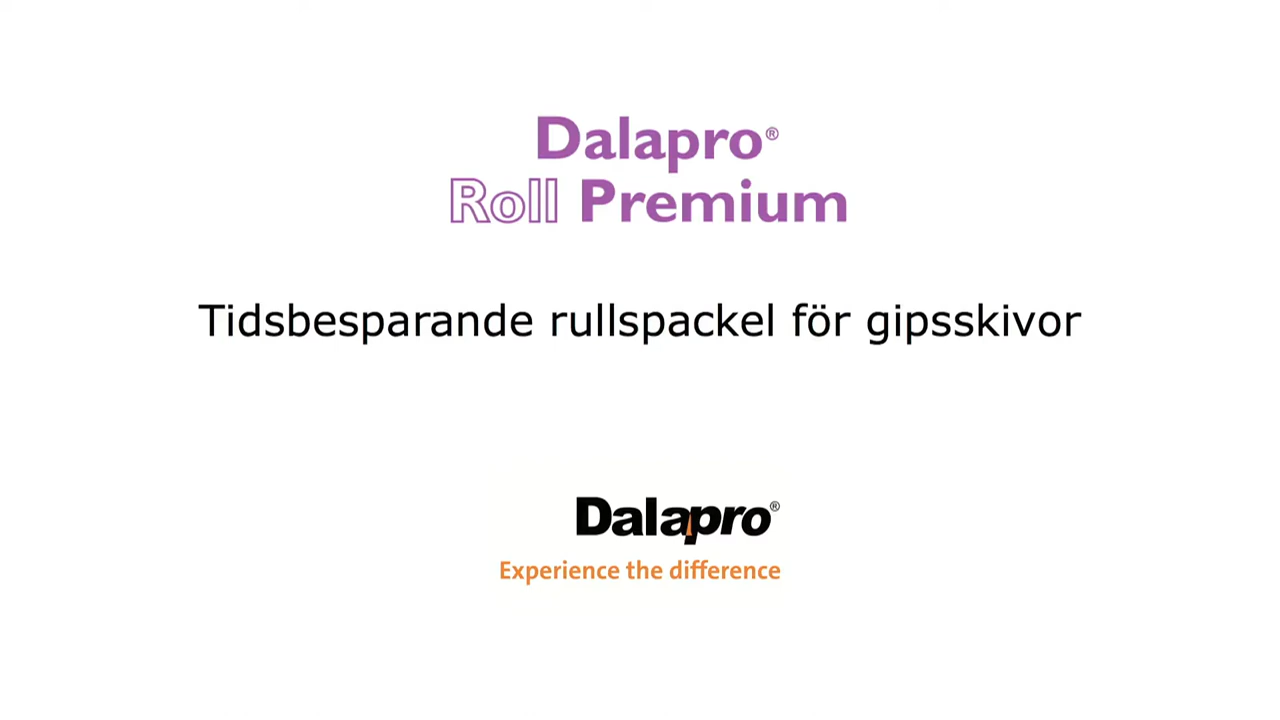 Dalapro®
Roll Premium
Tidsbesparande rullspackel för gipsskivor
Dalapro®
Experience the difference